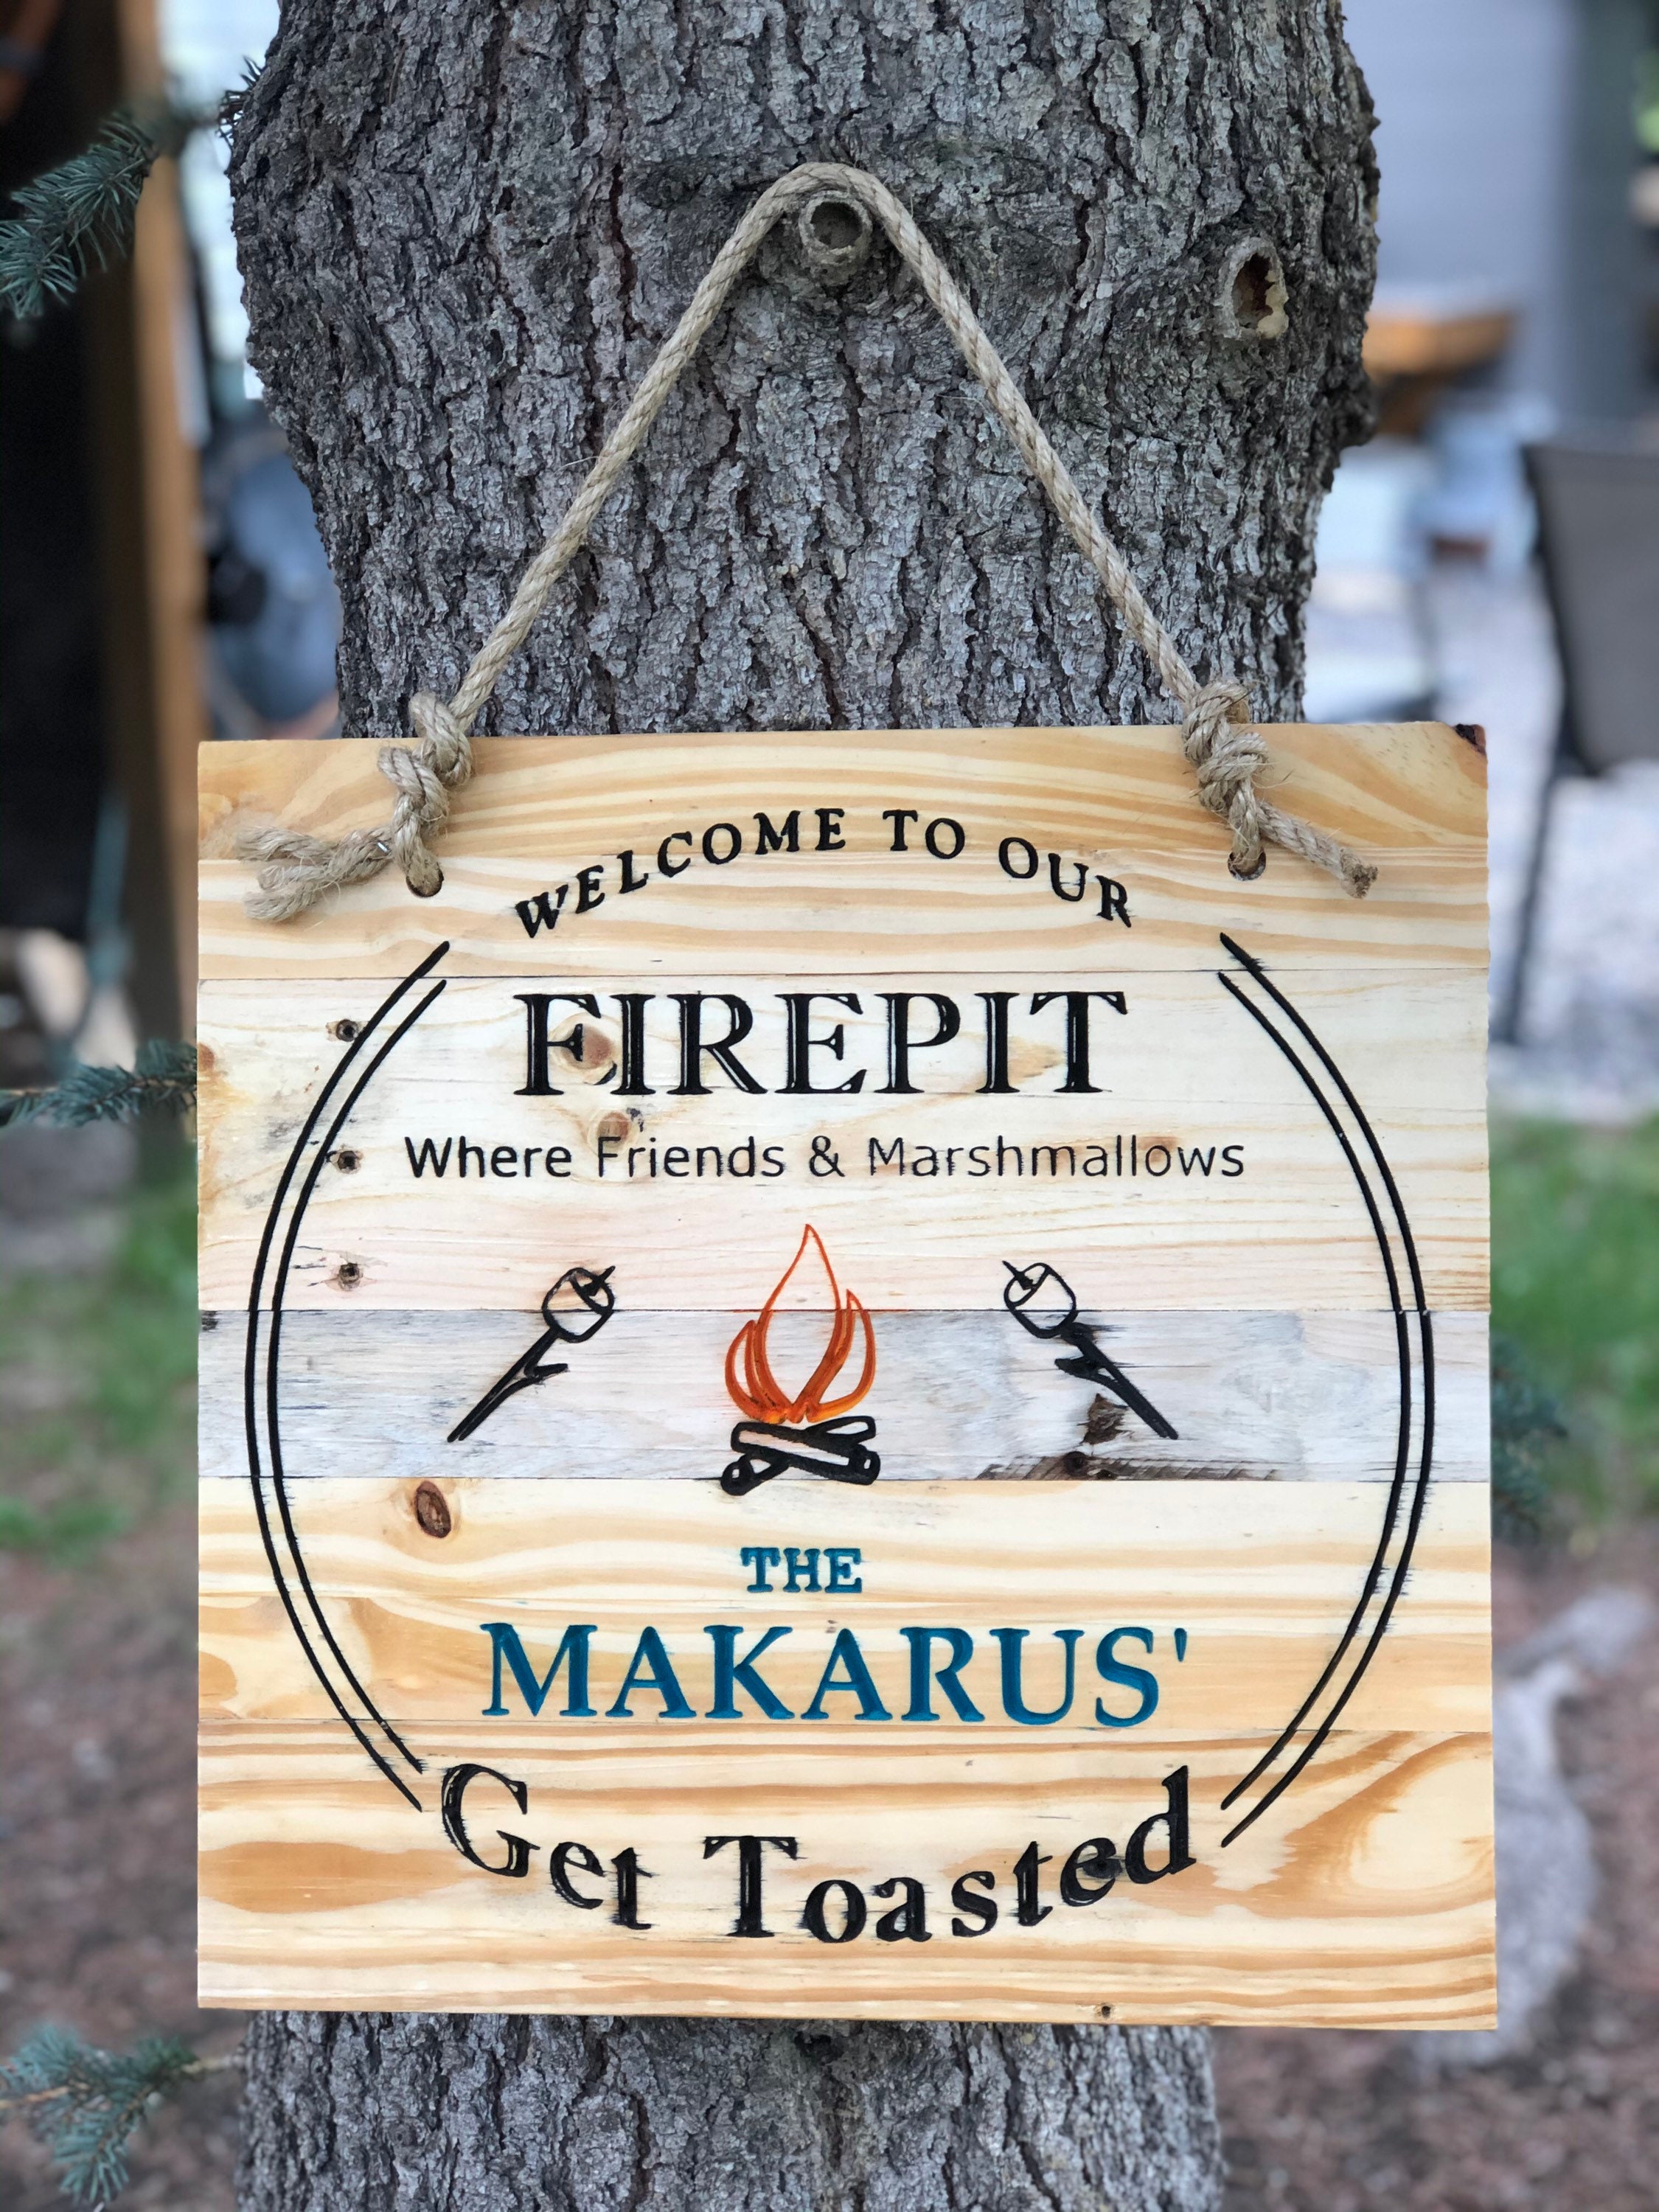 WELCOME TO OUR
FIREPIT
Where Friends & Marshmallows
THE
MAKARUS'
Get Toasted